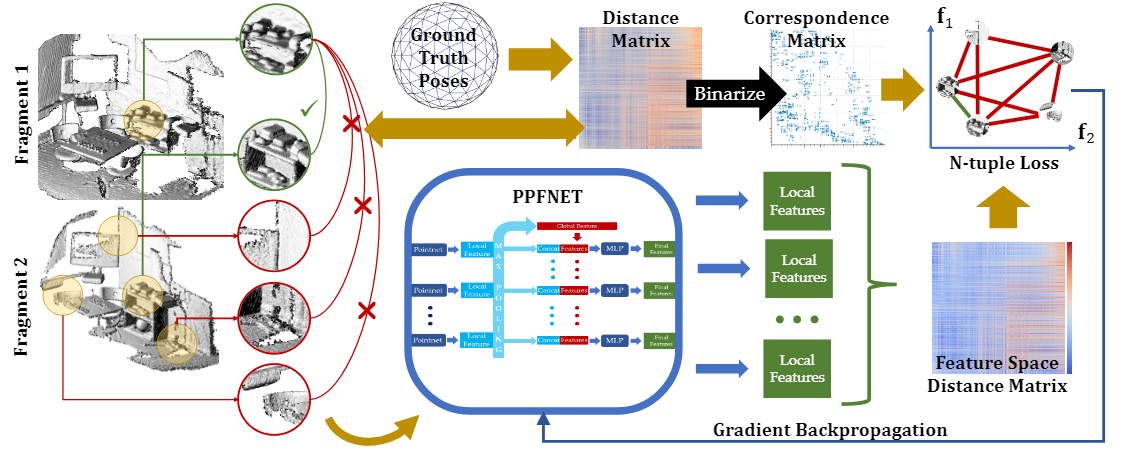 Fragment 1
Fragment 2
Ground
Truth
Poses
Distance
Matrix
Binarize
Correspondence
Matrix
f1
f2
N-tuple Loss
PPFNET
Global Feature
Pointnet
Local
Feature
Concat Features
MLP
Final
Features
Pointnet
Local
Feature
Concat Features
MLP
Final
Features
Pointnet
Local
Feature
Concat Features
MLP
Final
Features
MAX POOLING
Local
Features
Local
Features
Local
Features
Feature Space
Distance Matrix
Gradient Backpropagation